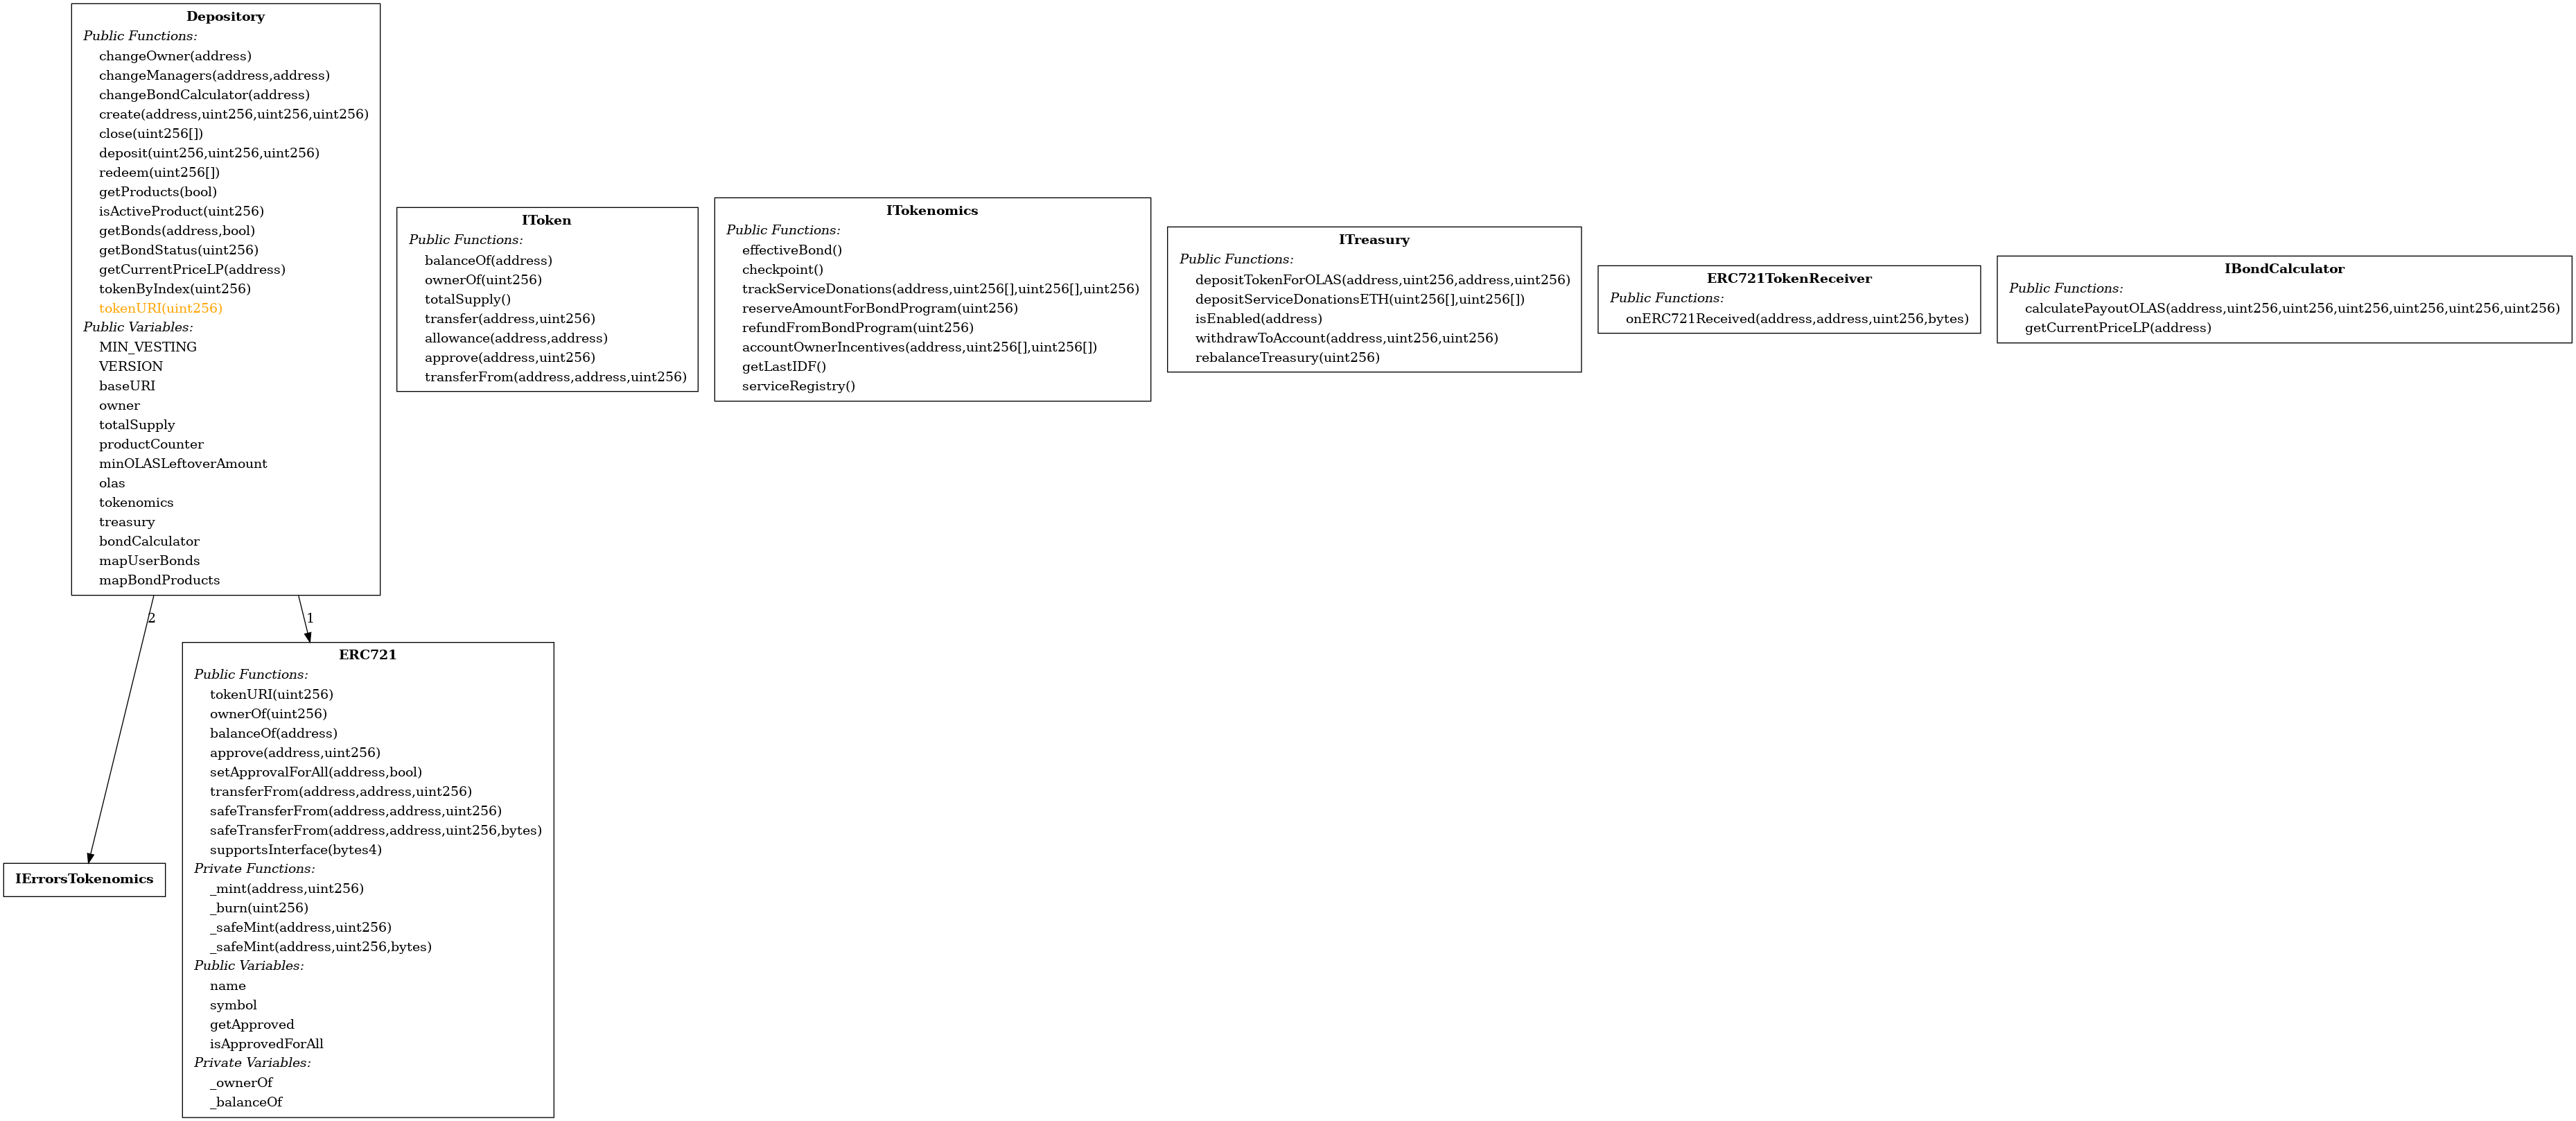 Depository
Public Functions:
changeOwner(address)
changeManagers(address,address)
changeBondCalculator(address)
create(address,uint256,uint256,uint256)
close(uint256[])
deposit(uint256,uint256,uint256)
redeem(uint256[])
getProducts(bool)
isActiveProduct(uint256)
getBonds(address,bool)
getBondStatus(uint256)
getCurrentPriceLP(address)
tokenByIndex(uint256)
tokenURI(uint256)
Public Variables:
MIN_VESTING
VERSION
baseURI
owner
totalSupply
productCounter
minOLASLeftoverAmount
olas
tokenomics
treasury
bondCalculator
mapUserBonds
mapBondProducts
IToken
Public Functions:
balanceOf(address)
ownerOf(uint256)
totalSupply()
transfer(address,uint256)
allowance(address,address)
approve(address,uint256)
transferFrom(address,address,uint256)
ITokenomics
Public Functions:
effectiveBond()
checkpoint()
trackServiceDonations(address,uint256[],uint256[],uint256)
reserveAmountForBondProgram(uint256)
refundFromBondProgram(uint256)
accountOwnerIncentives(address,uint256[],uint256[])
getLastIDF()
serviceRegistry()
ITreasury
Public Functions:
depositTokenForOLAS(address,uint256,address,uint256)
depositServiceDonationsETH(uint256[],uint256[])
isEnabled(address)
withdrawToAccount(address,uint256,uint256)
rebalanceTreasury(uint256)
ERC721TokenReceiver
Public Functions:
onERC721Received(address,address,uint256,bytes)
IBondCalculator
Public Functions:
calculatePayoutOLAS(address,uint256,uint256,uint256,uint256,uint256,uint256)
getCurrentPriceLP(address)
2
1
IErrorsTokenomics
ERC721
Public Functions:
tokenURI(uint256)
ownerOf(uint256)
balanceOf(address)
approve(address,uint256)
setApprovalForAll(address,bool)
transferFrom(address,address,uint256)
safeTransferFrom(address,address,uint256)
safeTransferFrom(address,address,uint256,bytes)
supportsInterface(bytes4)
Private Functions:
_mint(address,uint256)
_burn(uint256)
_safeMint(address,uint256)
_safeMint(address,uint256,bytes)
Public Variables:
name
symbol
getApproved
isApprovedForAll
Private Variables:
_ownerOf
_balanceOf